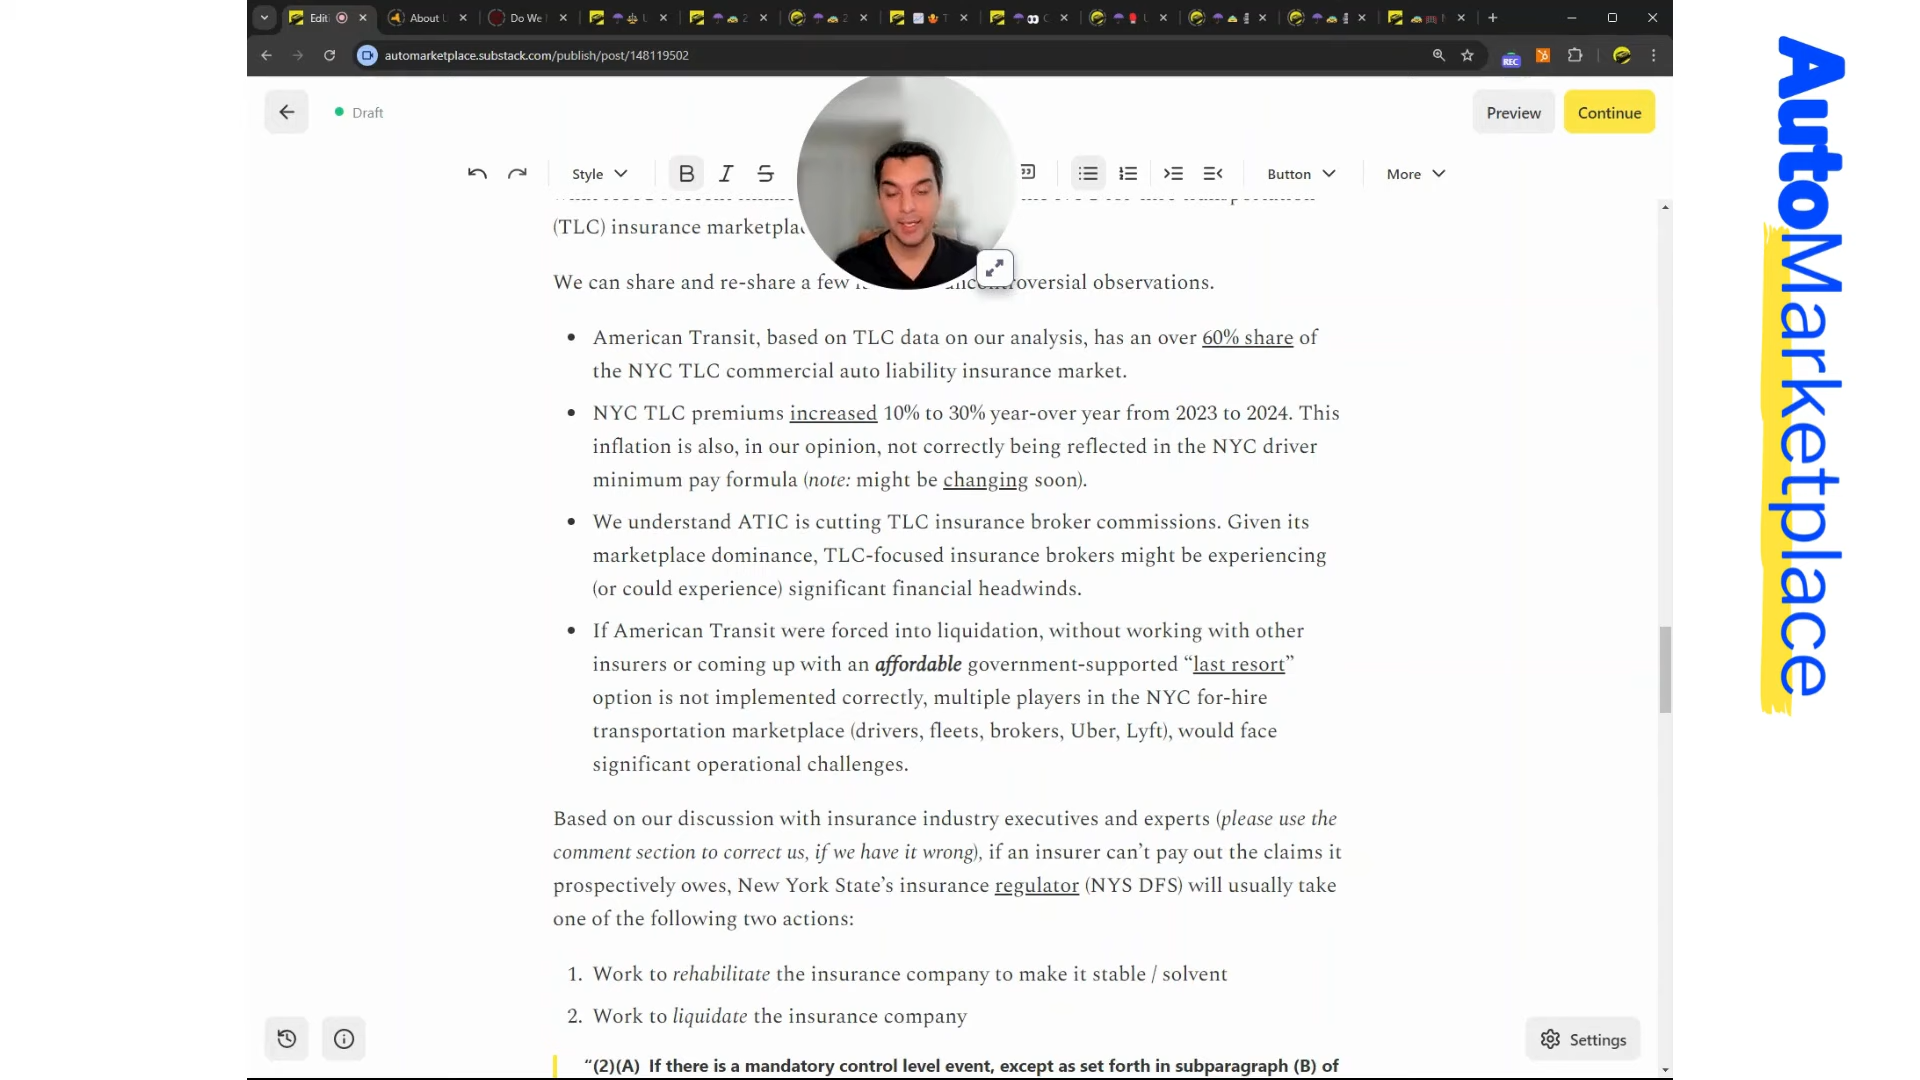 Edit
About
Do We
automarketplace.substack.com/publish/post/148119502
REC
Draft
Preview
Continue
Style
B
I
S
Button
More
(TLC) insurance
We can share and re-share a few
observations.
American Transit, based on TLC data on our analysis, has an over 60% share of
the NYC TLC commercial auto liability insurance market.
NYC TLC premiums increased 10% to 30% year-over year from 2023 to 2024. This
inflation is also, in our opinion, not correctly being reflected in the NYC driver
minimum pay formula (note: might be changing soon).
We understand ATIC is cutting TLC insurance broker commissions. Given its
marketplace dominance, TLC-focused insurance brokers might be experiencing
(or could experience) significant financial headwinds.
If American Transit were forced into liquidation, without working with other
insurers or coming up with an affordable government-supported “last resort”
option is not implemented correctly, multiple players in the NYC for-hire
transportation marketplace (drivers, fleets, brokers, Uber, Lyft), would face
significant operational challenges.
Based on our discussion with insurance industry executives and experts (please use the
comment section to correct us, if we have it wrong), if an insurer can’t pay out the claims it
prospectively owes, New York State’s insurance regulator (NYS DFS) will usually take
one of the following two actions:
1. Work to rehabilitate the insurance company to make it stable / solvent
2. Work to liquidate the insurance company
“(2)(A) If there is a mandatory control level event, except as set forth in subparagraph (B) of
Settings
AutoMarketplace